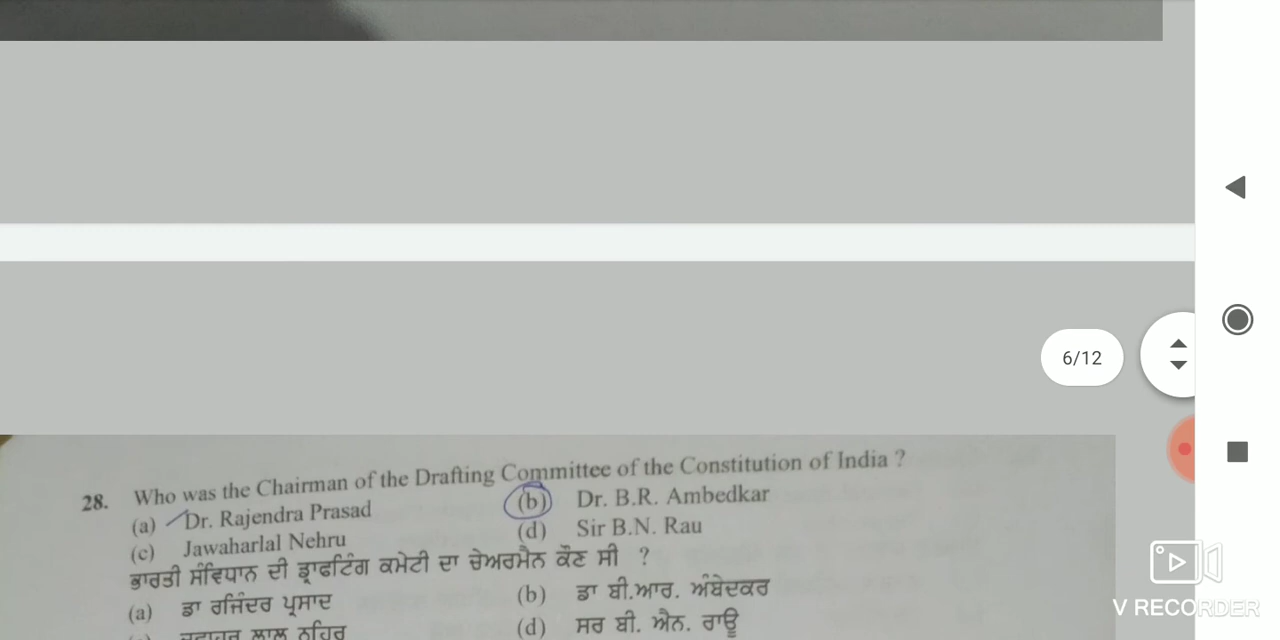 6/12
28. Who was the Chairman of the Drafting Committee of the Constitution of India ?
(a) Dr. Rajendra Prasad (b) Dr. B.R. Ambedkar
(c) Jawaharlal Nehru (d) Sir B.N. Rau
ਭਾਰਤੀ ਸੰਵਿਧਾਨ ਦੀ ਡ੍ਰਾਫਟਿੰਗ ਕਮੇਟੀ ਦਾ ਚੇਅਰਮੈਨ ਕੌਣ ਸੀ ?
(a) ਡਾ ਰਜਿੰਦਰ ਪ੍ਰਸਾਦ (b) ਡਾ ਬੀ.ਆਰ. ਅੰਬੇਦਕਰ
ਲਾਲ ਨਹਿਰੂ (d) ਸਰ ਬੀ. ਐਨ. ਰਾਊ
V RECORDER